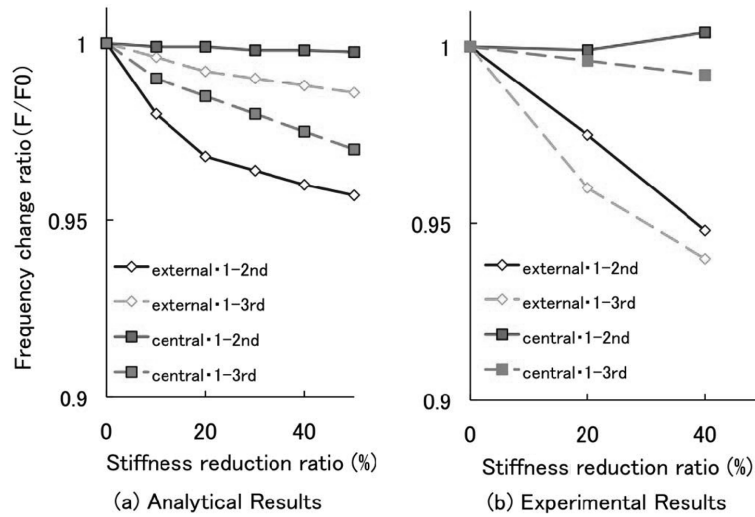 Frequency change ratio(F/F0)
1
0.95
0.9
external・1-2nd
external・1-3rd
central・1-2nd
central・1-3rd
0 20 40
Stiffness reduction ratio (%)
(a) Analytical Results
1
0.95
0.9
external・1-2nd
external・1-3rd
central・1-2nd
central・1-3rd
0 20 40
Stiffness reduction ratio (%)
(b) Experimental Results